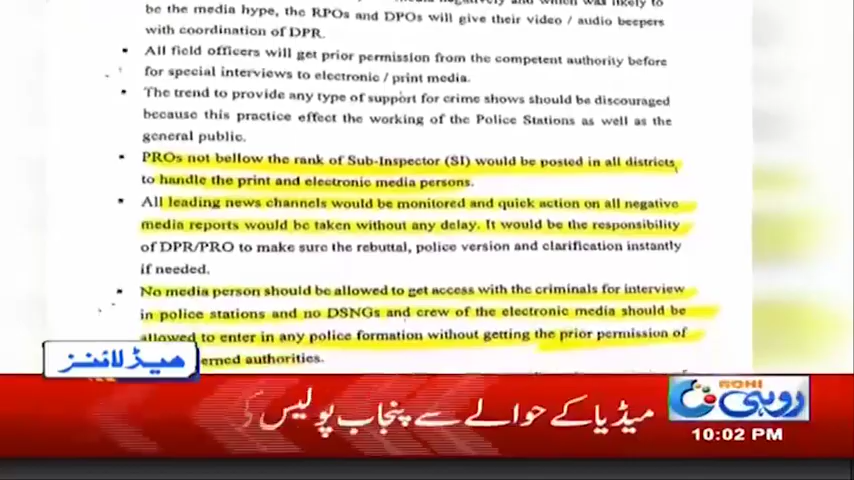 be the media hype, the RPOs and DPOs will give their video / audio beepers
with coordination of DPR.
▪ All field officers will get prior permission from the competent authority before
for special interviews to electronic / print media.
▪ The trend to provide any type of support for crime shows should be discouraged
because this practice effect the working of the Police Stations as well as the
general public.
▪ PROs not bellow the rank of Sub-Inspector (SI) would be posted in all districts,
to handle the print and electronic media persons.
▪ All leading news channels would be monitored and quick action on all negative
media reports would be taken without any delay. It would be the responsibility
of DPR/PRO to make sure the rebuttal, police version and clarification instantly
if needed.
▪ No media person should be allowed to get access with the criminals for interview
in police stations and no DSNGs and crew of the electronic media should be
allowed to enter in any police formation without getting the prior permission of
erned authorities.
ہیڈلائنز
میڈیا کے حوالے سے پنجاب پولیس کی
ROHI
روہی
10:02 PM